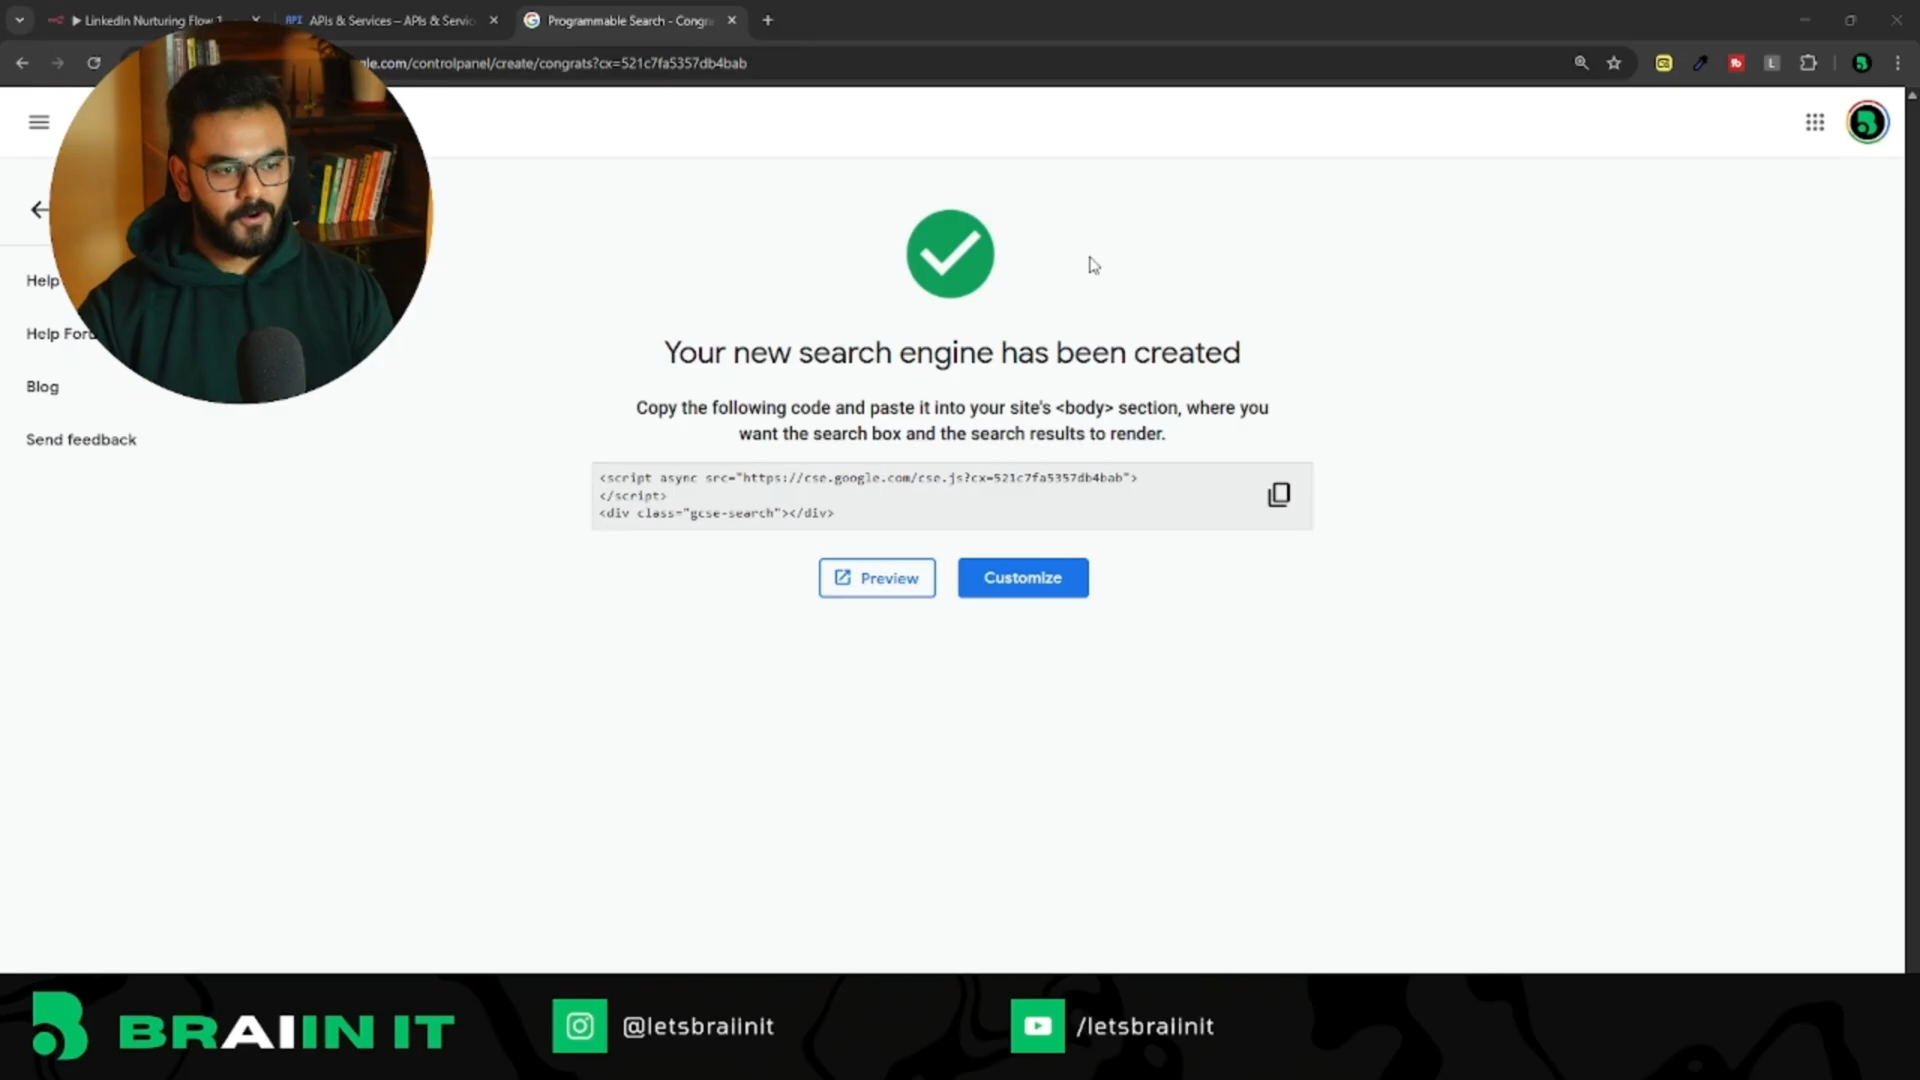 LinkedIn Nurturing Flow 1
API APIs & Services – APIs & Servic
Programmable Search - Congra
le.com/controlpanel/create/congrats?cx=521c7fa5357db4bab
L
Help
Help Foru
Blog
Send feedback
Your new search engine has been created
Copy the following code and paste it into your site's <body> section, where you
want the search box and the search results to render.
<script async src="https://cse.google.com/cse.js?cx=521c7fa5357db4bab">
</script>
<div class="gcse-search"></div>
Preview
Customize
BRAIIN IT
@letsbraiinit
/letsbraiinit